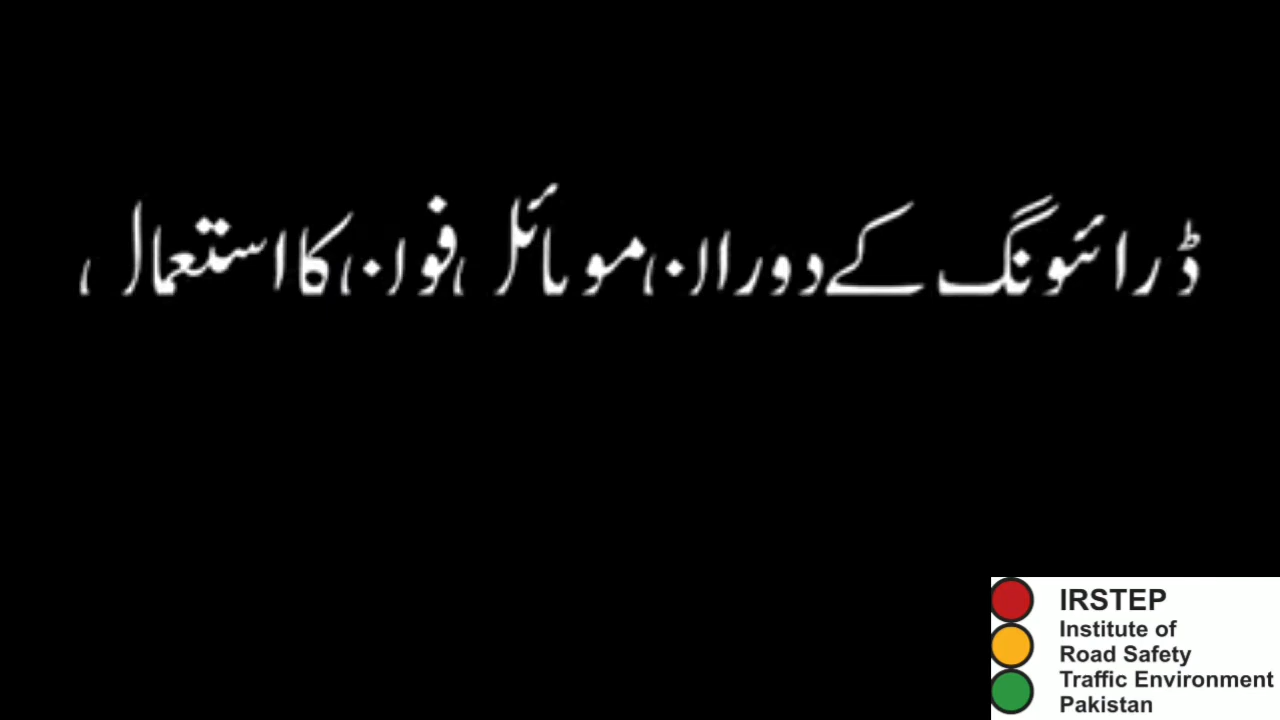 ڈرائیونگ کے دوران موبائل فون کا استعمال
IRSTEP
Institute of
Road Safety
Traffic Environment
Pakistan